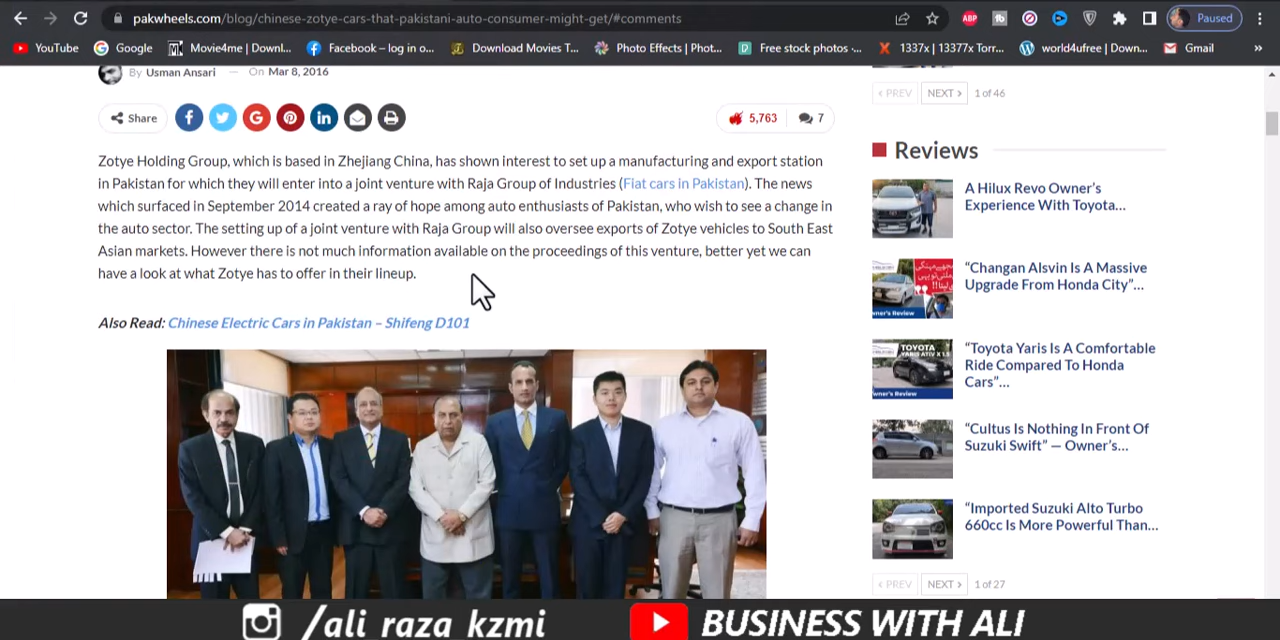 pakwheels.com/blog/chinese-zotye-cars-that-pakistani-auto-consumer-might-get/#comments
ABP
Paused
YouTube
Google
Movie4me | Downl...
Facebook – log in o...
Download Movies T...
Photo Effects | Phot...
Free stock photos -...
1337x | 13377x Torr...
world4ufree | Down...
Gmail
»
By Usman Ansari — On Mar 8, 2016
Share
5,763
7
Zotye Holding Group, which is based in Zhejiang China, has shown interest to set up a manufacturing and export station
in Pakistan for which they will enter into a joint venture with Raja Group of Industries (Fiat cars in Pakistan). The news
which surfaced in September 2014 created a ray of hope among auto enthusiasts of Pakistan, who wish to see a change in
the auto sector. The setting up of a joint venture with Raja Group will also oversee exports of Zotye vehicles to South East
Asian markets. However there is not much information available on the proceedings of this venture, better yet we can
have a look at what Zotye has to offer in their lineup.
Also Read: Chinese Electric Cars in Pakistan – Shifeng D101
< PREV
NEXT >
1 of 46
Reviews
A Hilux Revo Owner's
Experience With Toyota...
"Changan Alsvin Is A Massive
Upgrade From Honda City"...
"Toyota Yaris Is A Comfortable
Ride Compared To Honda
Cars"...
"Cultus Is Nothing In Front Of
Suzuki Swift" — Owner's...
"Imported Suzuki Alto Turbo
660cc Is More Powerful Than...
< PREV
NEXT >
1 of 27
/ali raza kzmi
BUSINESS WITH ALI